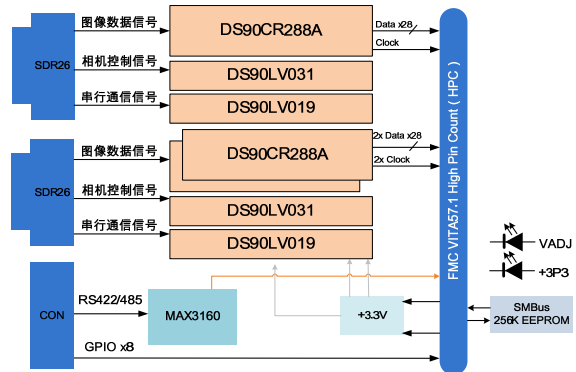 图像数据信号
DS90CR288A
Data x28
Clock
SDR26
相机控制信号
DS90LV031
串行通信信号
DS90LV019
图像数据信号
DS90CR288A
2x Data x28
2x Clock
SDR26
相机控制信号
DS90LV031
串行通信信号
DS90LV019
FMC VITA57.1 High Pin Count ( HPC )
VADJ
+3P3
CON
RS422/485
MAX3160
+3.3V
SMBus
256K EEPROM
GPIO x8